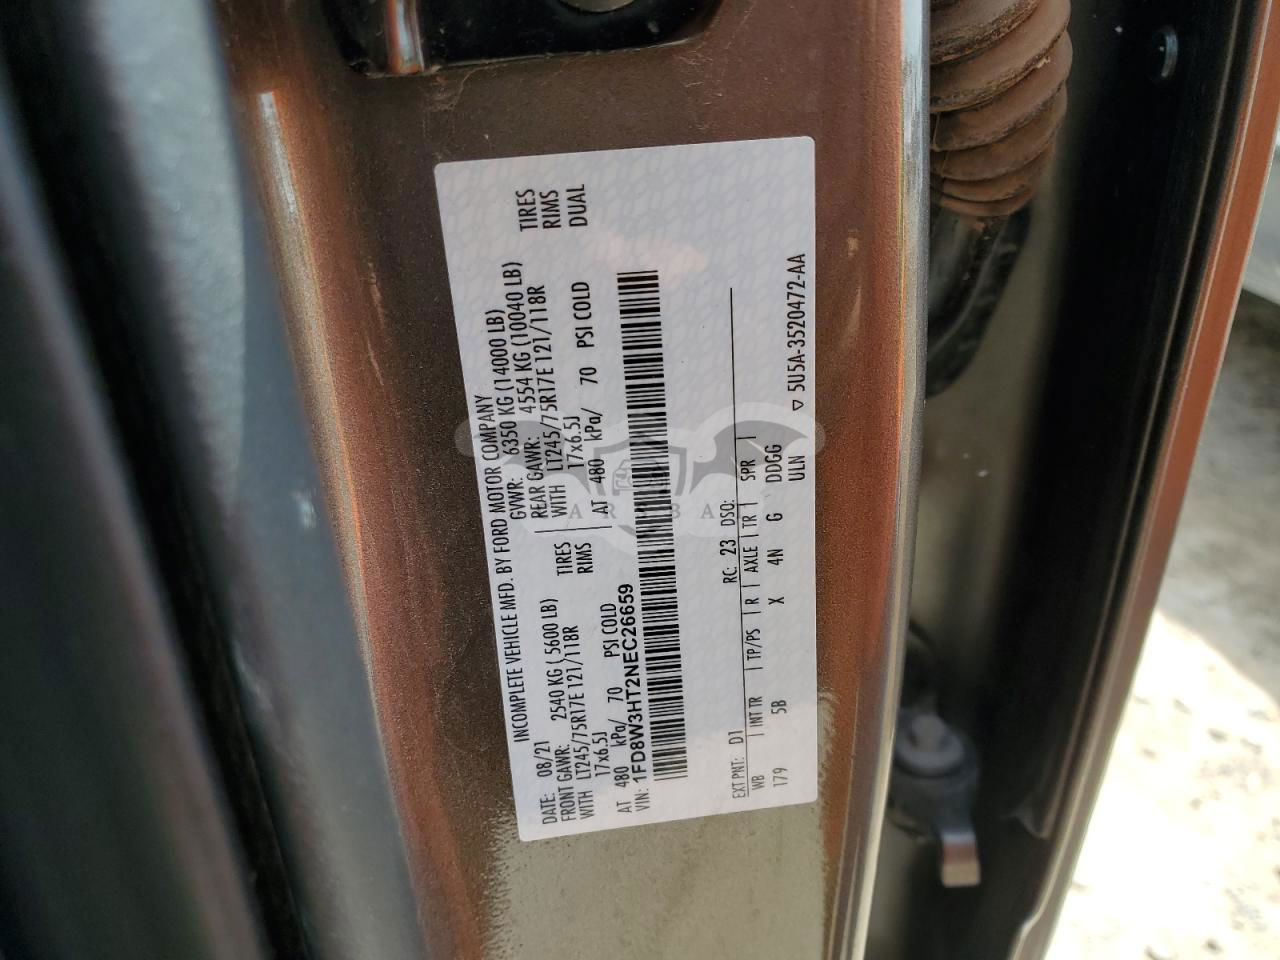 INCOMPLETE VEHICLE MFD. BY FORD MOTOR COMPANY
DATE: 08/21 GVWR: 6350 KG (14000 LB)
FRONT GAWR: 2540 KG ( 5600 LB) REAR GAWR: 4554 KG (10040 LB)
WITH LT245/75R17E 121/118R TIRES WITH LT245/75R17E 121/118R TIRES
17x6.5J RIMS 17x6.5J RIMS
AT 480 kPa/ 70 PSI COLD AT 480 kPa/ 70 PSI COLD DUAL
VIN: 1FD8W3HT2NEC26659
EXT PNT: D1 RC: 23 DSO:
WB | INT TR | TP/PS | R | AXLE | TR | SPR |
179 5B X 4N G DDGG
ULN ▽ 5U5A-3520472-AA